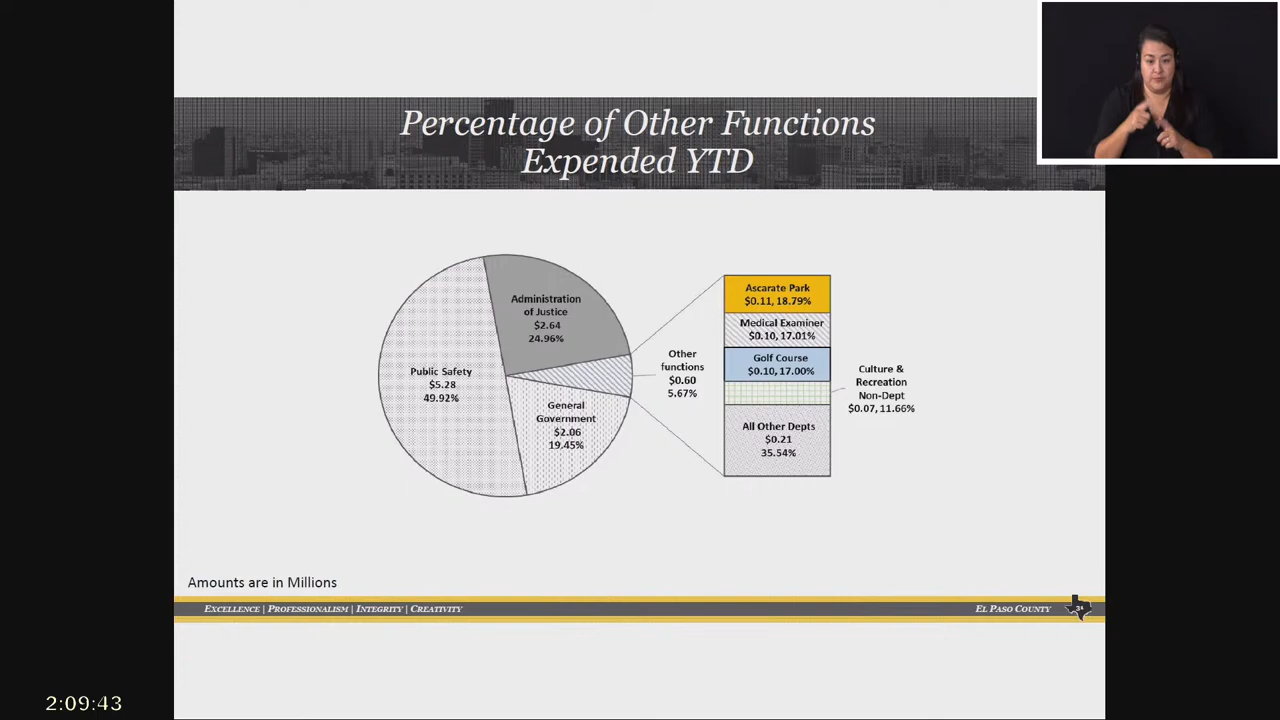 Percentage of Other Functions
Expended YTD
Administration
of Justice
$2.64
24.96%
Public Safety
$5.28
49.92%
General
Government
$2.06
19.45%
Other
functions
$0.60
5.67%
Ascarate Park
$0.11, 18.79%
Medical Examiner
$0.10, 17.01%
Golf Course
$0.10, 17.00%
Culture &
Recreation
Non-Dept
$0.07, 11.66%
All Other Depts
$0.21
35.54%
Amounts are in Millions
EXCELLENCE | PROFESSIONALISM | INTEGRITY | CREATIVITY
EL PASO COUNTY
31
2:09:43